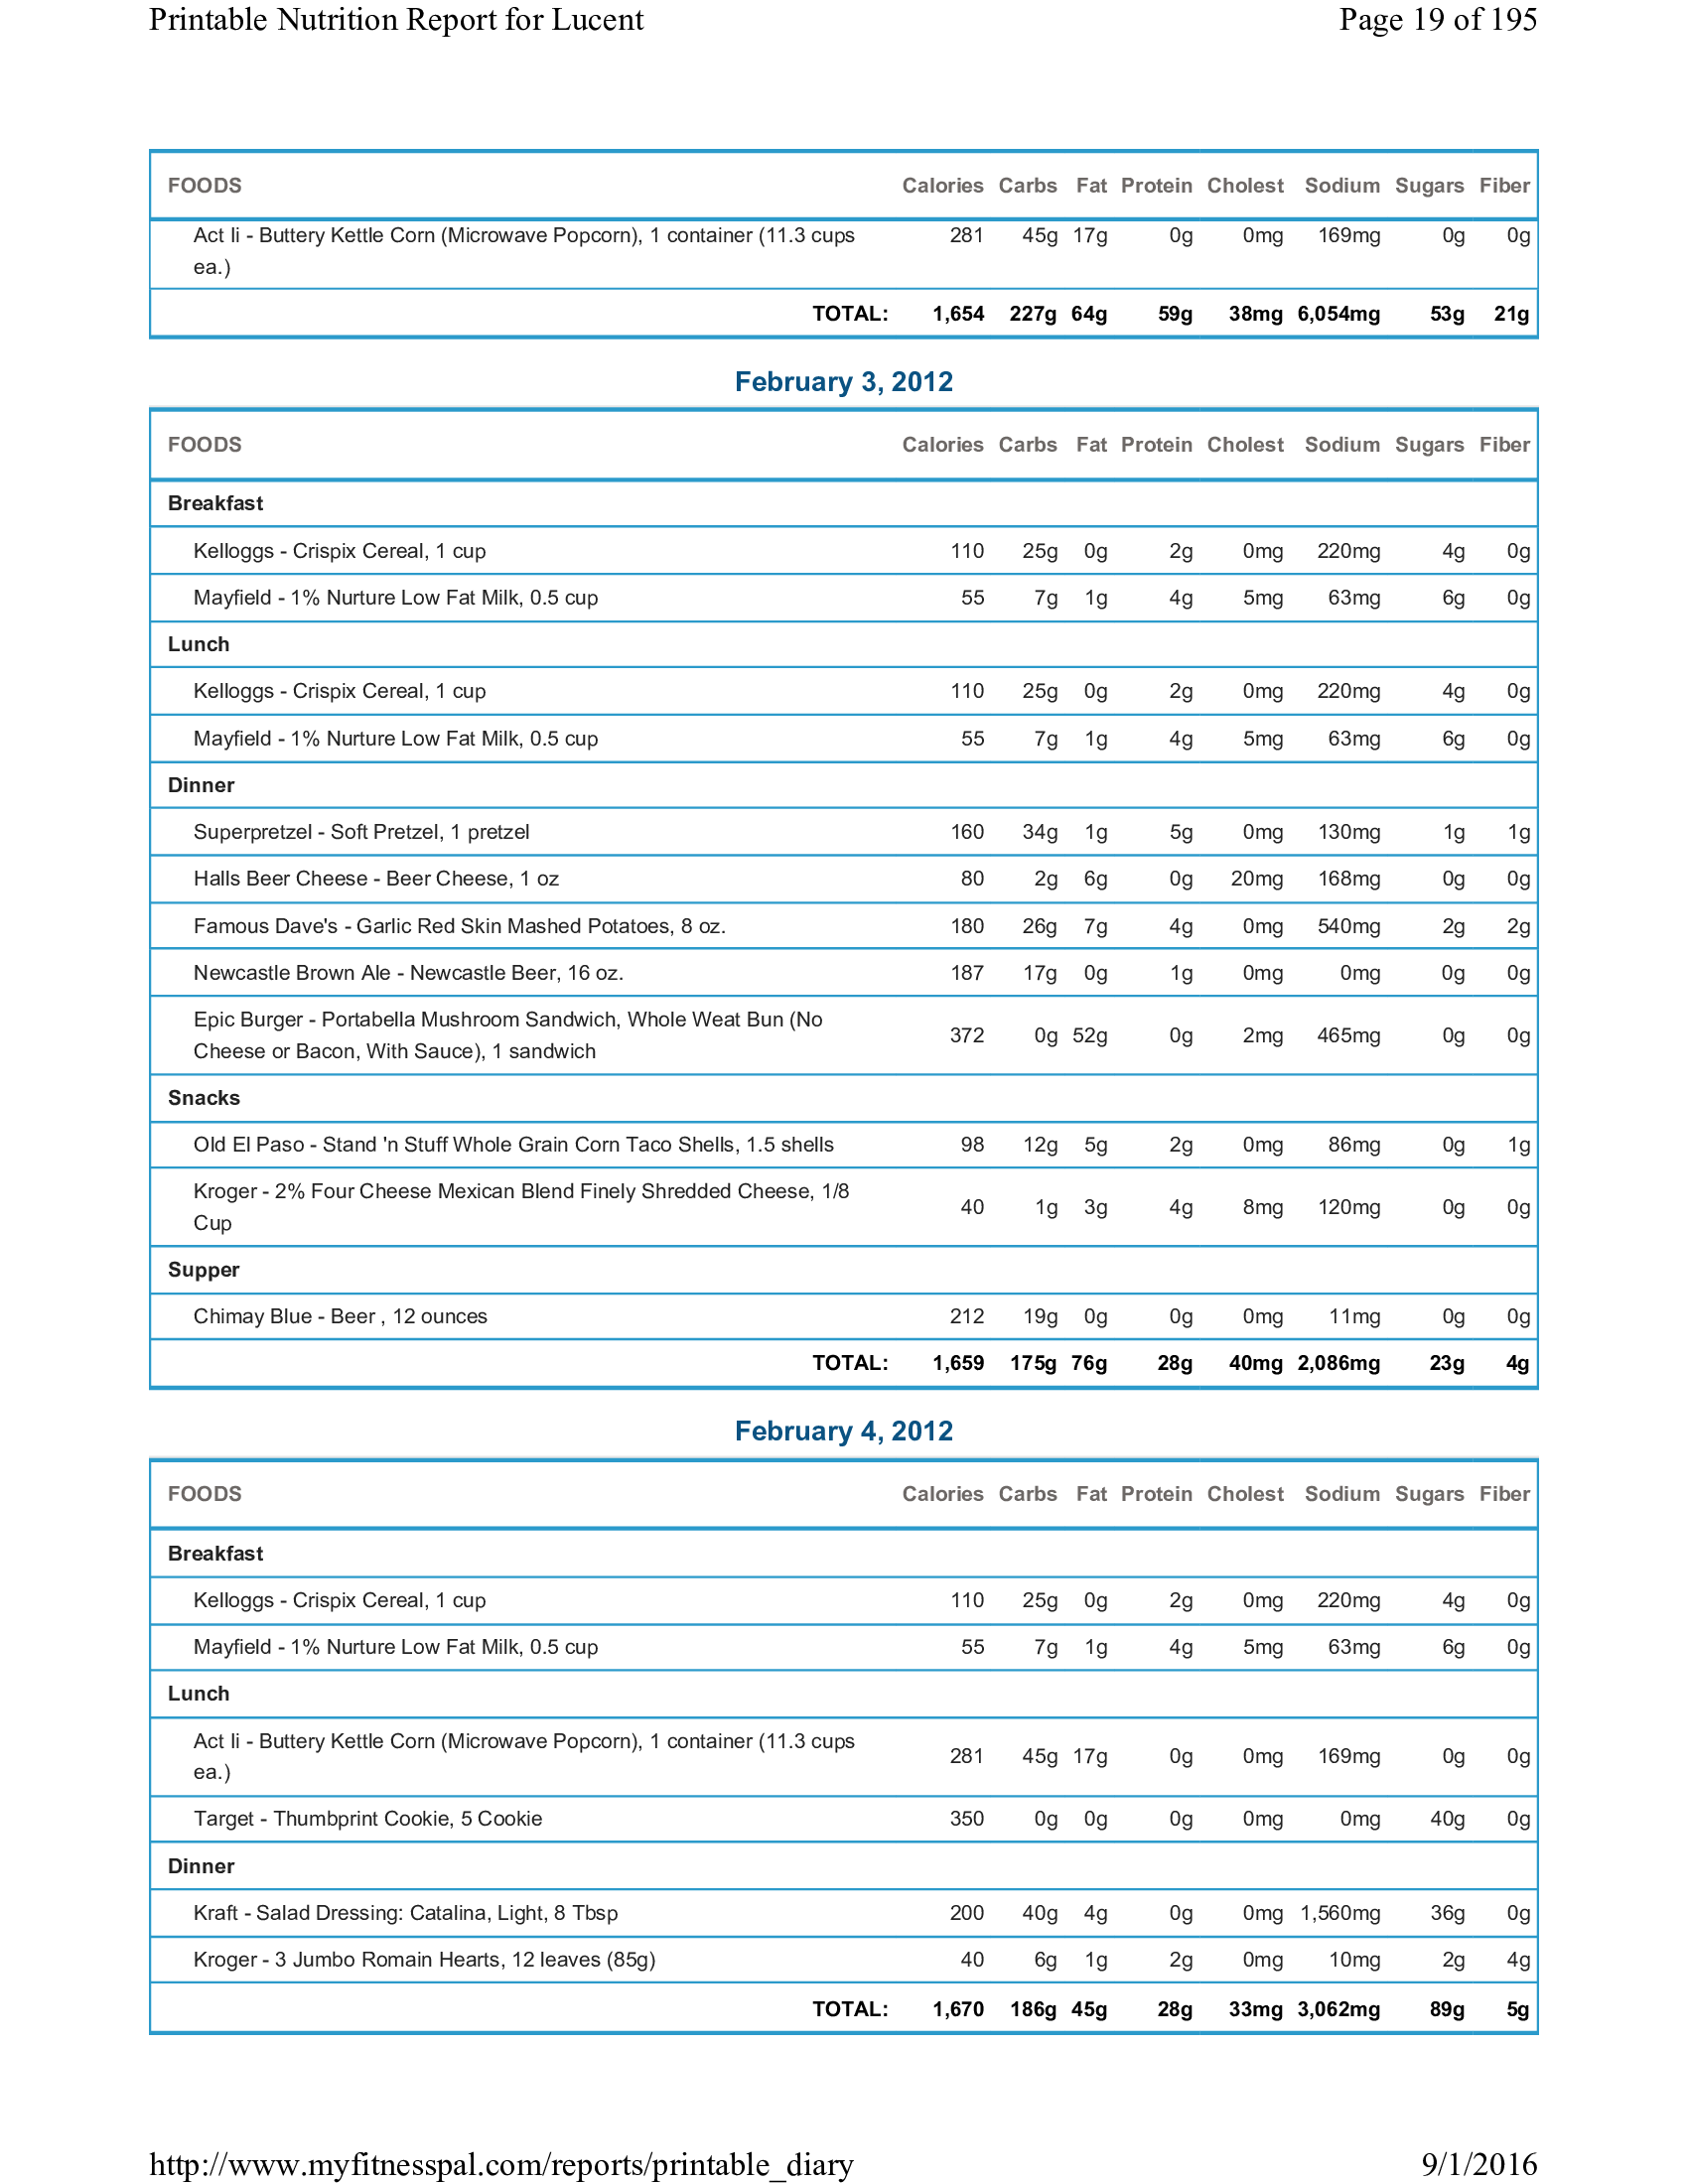 Printable Nutrition Report for Lucent Page 19 of 195
FOODS Calories Carbs Fat Protein Cholest Sodium Sugars Fiber
Act Ii - Buttery Kettle Corn (Microwave Popcorn), 1 container (11.3 cups 281 45g 17g 0g 0mg 169mg 0g 0g
ea.)
TOTAL: 1,654 227g 64g 59g 38mg 6,054mg 53g 21g
February 3, 2012
FOODS Calories Carbs Fat Protein Cholest Sodium Sugars Fiber
Breakfast
Kelloggs - Crispix Cereal, 1 cup 110 25g 0g 2g 0mg 220mg 4g 0g
Mayfield - 1% Nurture Low Fat Milk, 0.5 cup 55 7g 1g 4g 5mg 63mg 6g 0g
Lunch
Kelloggs - Crispix Cereal, 1 cup 110 25g 0g 2g 0mg 220mg 4g 0g
Mayfield - 1% Nurture Low Fat Milk, 0.5 cup 55 7g 1g 4g 5mg 63mg 6g 0g
Dinner
Superpretzel - Soft Pretzel, 1 pretzel 160 34g 1g 5g 0mg 130mg 1g 1g
Halls Beer Cheese - Beer Cheese, 1 oz 80 2g 6g 0g 20mg 168mg 0g 0g
Famous Dave's - Garlic Red Skin Mashed Potatoes, 8 oz. 180 26g 7g 4g 0mg 540mg 2g 2g
Newcastle Brown Ale - Newcastle Beer, 16 oz. 187 17g 0g 1g 0mg 0mg 0g 0g
Epic Burger - Portabella Mushroom Sandwich, Whole Weat Bun (No
Cheese or Bacon, With Sauce), 1 sandwich 372 0g 52g 0g 2mg 465mg 0g 0g
Snacks
Old El Paso - Stand 'n Stuff Whole Grain Corn Taco Shells, 1.5 shells 98 12g 5g 2g 0mg 86mg 0g 1g
Kroger - 2% Four Cheese Mexican Blend Finely Shredded Cheese, 1/8
Cup 40 1g 3g 4g 8mg 120mg 0g 0g
Supper
Chimay Blue - Beer , 12 ounces 212 19g 0g 0g 0mg 11mg 0g 0g
TOTAL: 1,659 175g 76g 28g 40mg 2,086mg 23g 4g
February 4, 2012
FOODS Calories Carbs Fat Protein Cholest Sodium Sugars Fiber
Breakfast
Kelloggs - Crispix Cereal, 1 cup 110 25g 0g 2g 0mg 220mg 4g 0g
Mayfield - 1% Nurture Low Fat Milk, 0.5 cup 55 7g 1g 4g 5mg 63mg 6g 0g
Lunch
Act Ii - Buttery Kettle Corn (Microwave Popcorn), 1 container (11.3 cups
ea.) 281 45g 17g 0g 0mg 169mg 0g 0g
Target - Thumbprint Cookie, 5 Cookie 350 0g 0g 0g 0mg 0mg 40g 0g
Dinner
Kraft - Salad Dressing: Catalina, Light, 8 Tbsp 200 40g 4g 0g 0mg 1,560mg 36g 0g
Kroger - 3 Jumbo Romain Hearts, 12 leaves (85g) 40 6g 1g 2g 0mg 10mg 2g 4g
TOTAL: 1,670 186g 45g 28g 33mg 3,062mg 89g 5g
http://www.myfitnesspal.com/reports/printable_diary 9/1/2016